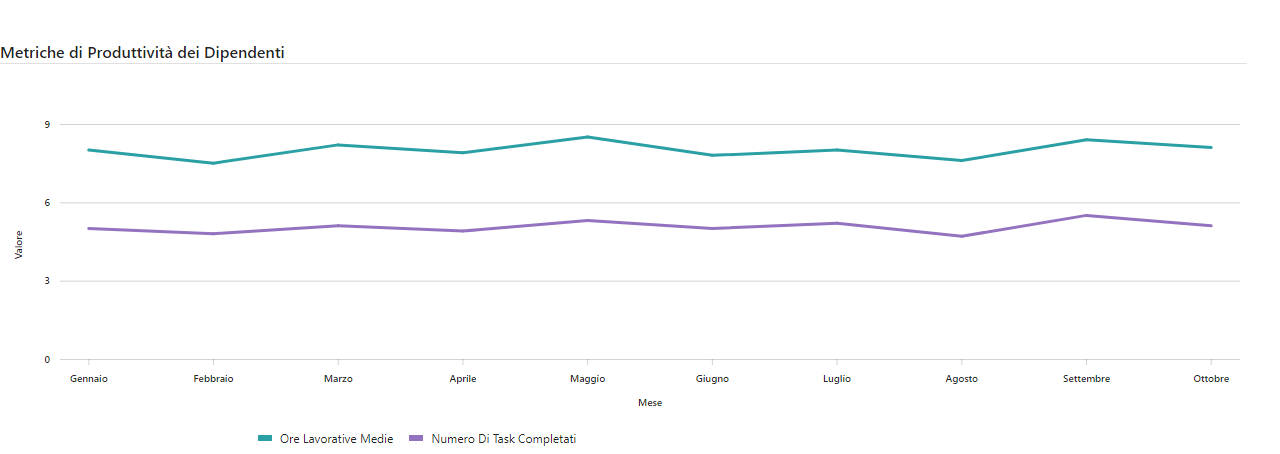 Metriche di Produttività dei Dipendenti
9
6
3
0
Valore
Gennaio Febbraio Marzo Aprile Maggio Giugno Luglio Agosto Settembre Ottobre
Mese
Ore Lavorative Medie Numero Di Task Completati